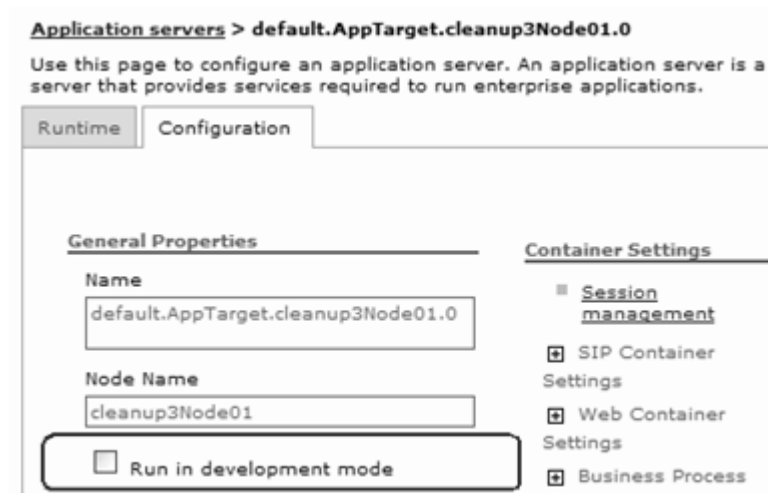 Application servers > default.AppTarget.cleanup3Node01.0
Use this page to configure an application server. An application server is a
server that provides services required to run enterprise applications.
Runtime
Configuration
General Properties
Name
default.AppTarget.cleanup3Node01.0
Node Name
cleanup3Node01
Run in development mode
Container Settings
Session
management
SIP Container
Settings
Web Container
Settings
Business Process